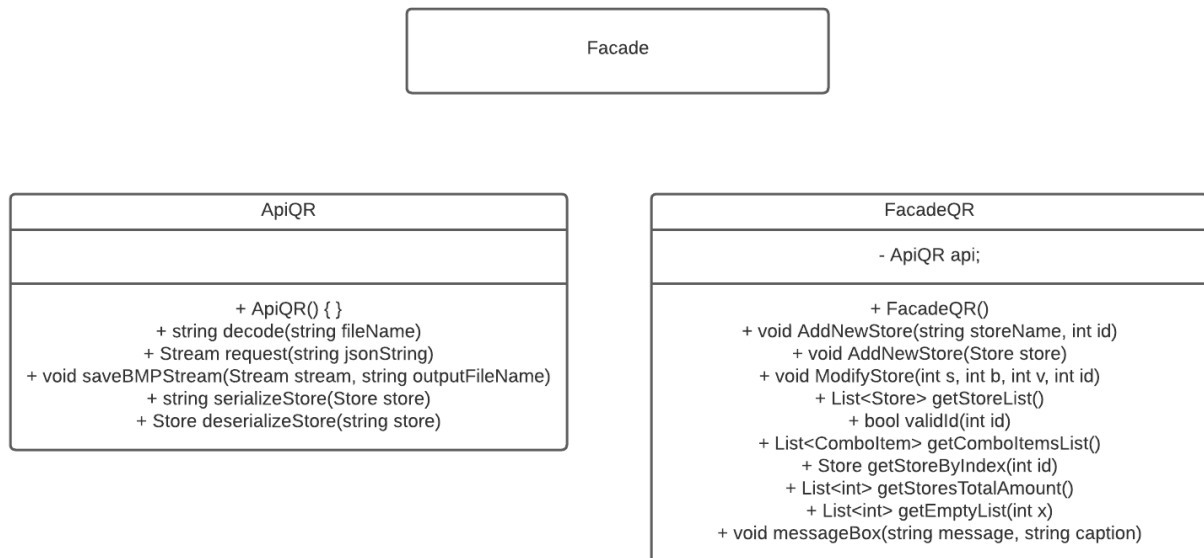 Facade
ApiQR
+ ApiQR() { }
+ string decode(string fileName)
+ Stream request(string jsonString)
+ void saveBMPStream(Stream stream, string outputFileName)
+ string serializeStore(Store store)
+ Store deserializeStore(string store)
FacadeQR
- ApiQR api;
+ FacadeQR()
+ void AddNewStore(string storeName, int id)
+ void AddNewStore(Store store)
+ void ModifyStore(int s, int b, int v, int id)
+ List<Store> getStoreList()
+ bool validId(int id)
+ List<ComboItem> getComboItemsList()
+ Store getStoreByIndex(int id)
+ List<int> getStoresTotalAmount()
+ List<int> getEmptyList(int x)
+ void messageBox(string message, string caption)